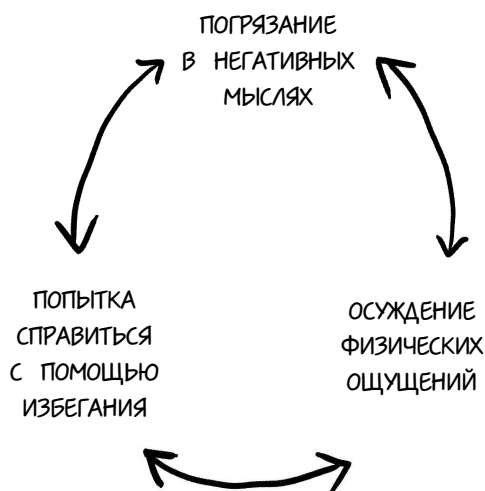 ПОГРЯЗАНИЕ
В НЕГАТИВНЫХ
МЫСЛЯХ
ПОПЫТКА
СПРАВИТЬСЯ
С ПОМОЩЬЮ
ИЗБЕГАНИЯ
ОСУЖДЕНИЕ
ФИЗИЧЕСКИХ
ОЩУЩЕНИЙ